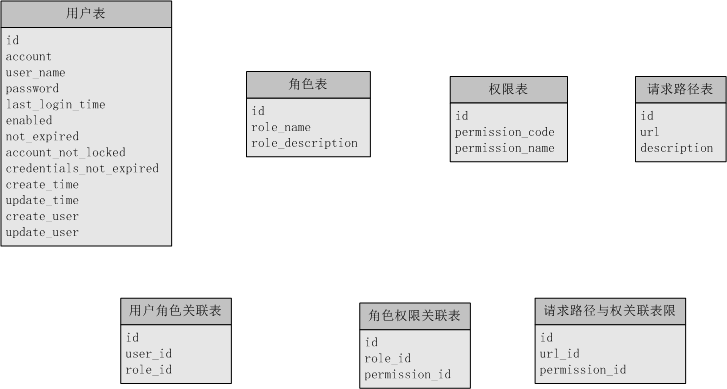 用户表
id
account
user_name
password
last_login_time
enabled
not_expired
account_not_locked
credentials_not_expired
create_time
update_time
create_user
update_user
角色表
id
role_name
role_description
权限表
id
permission_code
permission_name
请求路径表
id
url
description
用户角色关联表
id
user_id
role_id
角色权限关联表
id
role_id
permission_id
请求路径与权关联表限
id
url_id
permission_id